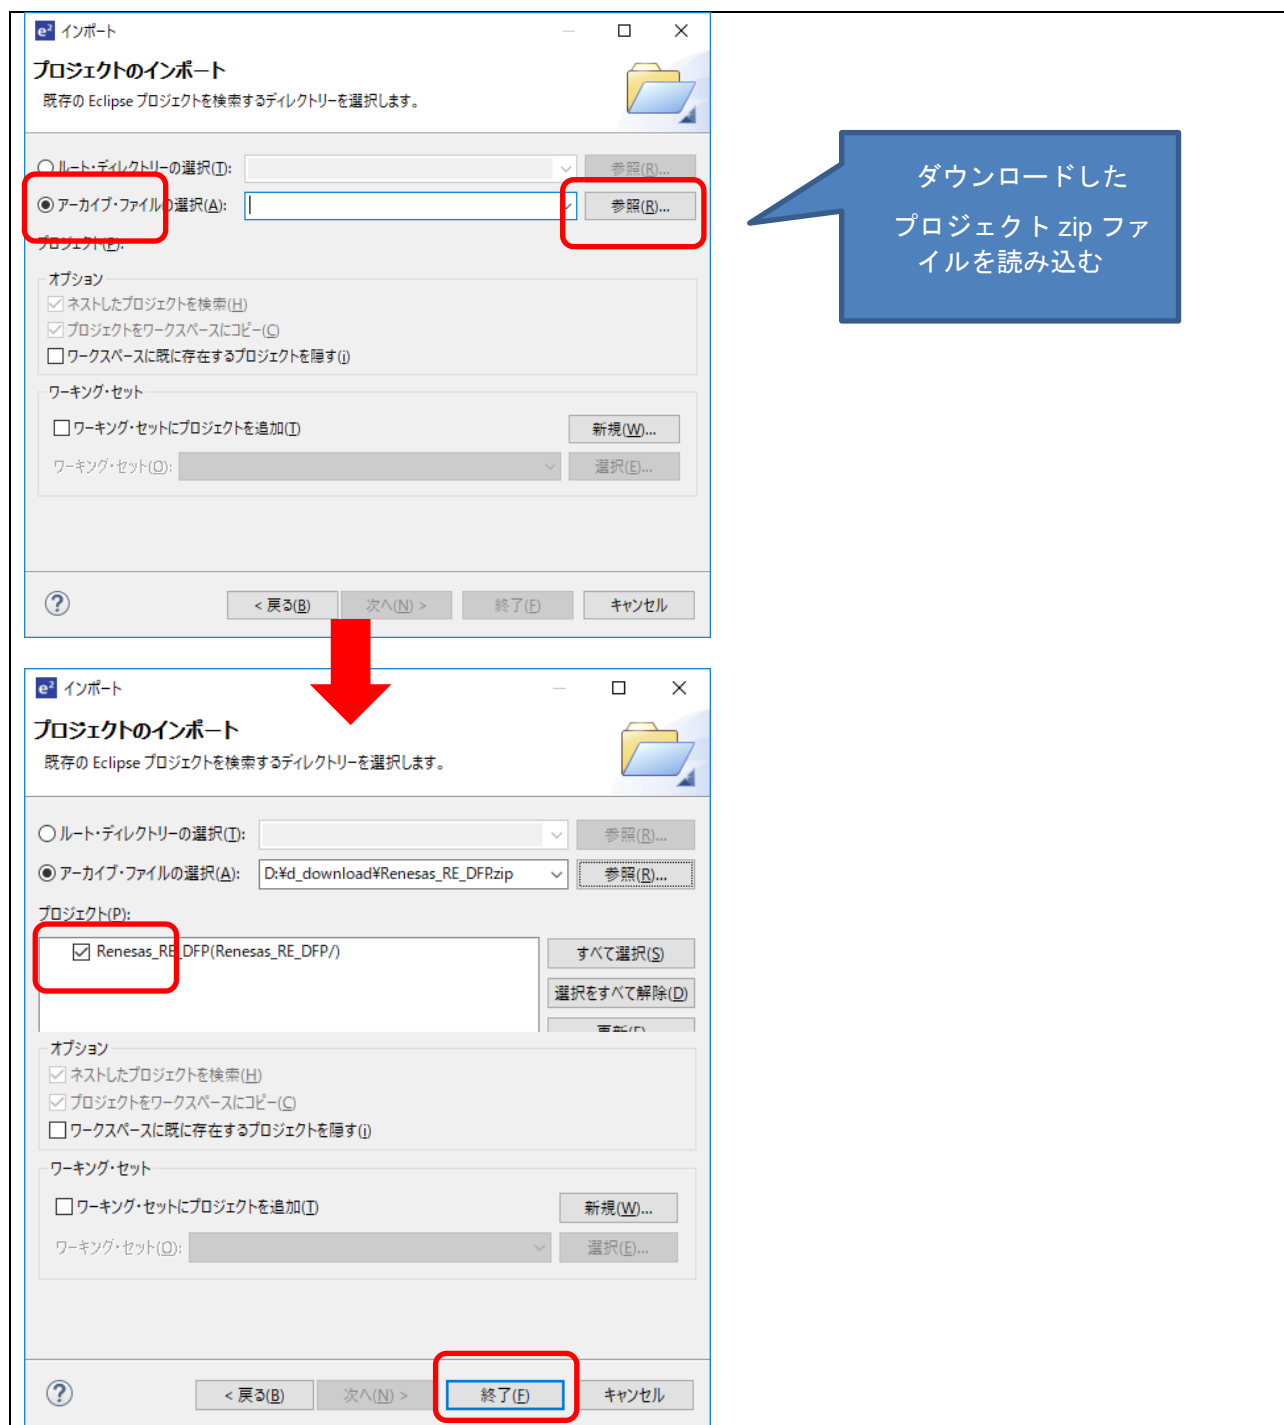 e² インポート
プロジェクトのインポート
既存の Eclipse プロジェクトを検索するディレクトリーを選択します。
ルート・ディレクトリーの選択(T):
参照(R)...
アーカイブ・ファイルの選択(A):
参照(R)...
プロジェクト(P):
オプション
ネストしたプロジェクトを検索(H)
プロジェクトをワークスペースにコピー(C)
ワークスペースに既に存在するプロジェクトを隠す(i)
ワーキング・セット
ワーキング・セットにプロジェクトを追加(T)
新規(W)...
ワーキング・セット(O):
選択(E)...
? < 戻る(B) 次へ(N) > 終了(F) キャンセル
ダウンロードした
プロジェクト zip ファ
イルを読み込む
e² インポート
プロジェクトのインポート
既存の Eclipse プロジェクトを検索するディレクトリーを選択します。
ルート・ディレクトリーの選択(T):
参照(R)...
アーカイブ・ファイルの選択(A): D:¥d_download¥Renesas_RE_DFP.zip
参照(R)...
プロジェクト(P):
Renesas_RE_DFP(Renesas_RE_DFP/)
すべて選択(S)
選択をすべて解除(D)
更新(E)
オプション
ネストしたプロジェクトを検索(H)
プロジェクトをワークスペースにコピー(C)
ワークスペースに既に存在するプロジェクトを隠す(i)
ワーキング・セット
ワーキング・セットにプロジェクトを追加(T)
新規(W)...
ワーキング・セット(O):
選択(E)...
? < 戻る(B) 次へ(N) > 終了(F) キャンセル